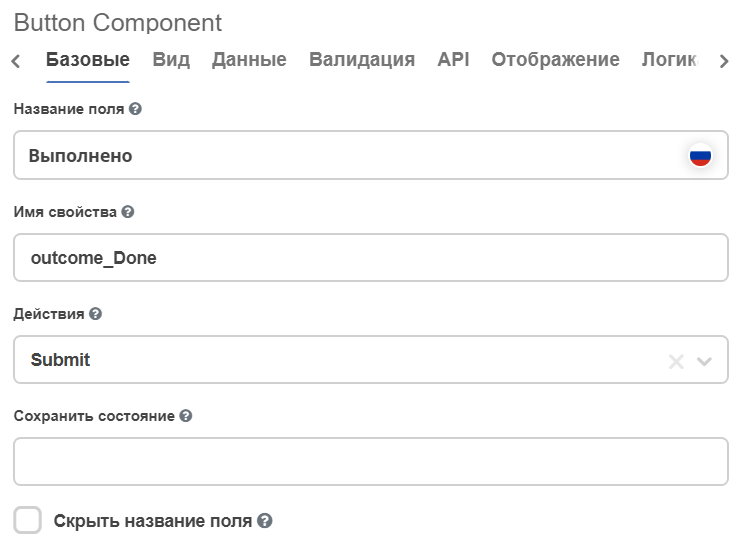 Button Component
Базовые Вид Данные Валидация API Отображение Логик
Название поля
Выполнено
Имя свойства
outcome_Done
Действия
Submit
Сохранить состояние
Скрыть название поля